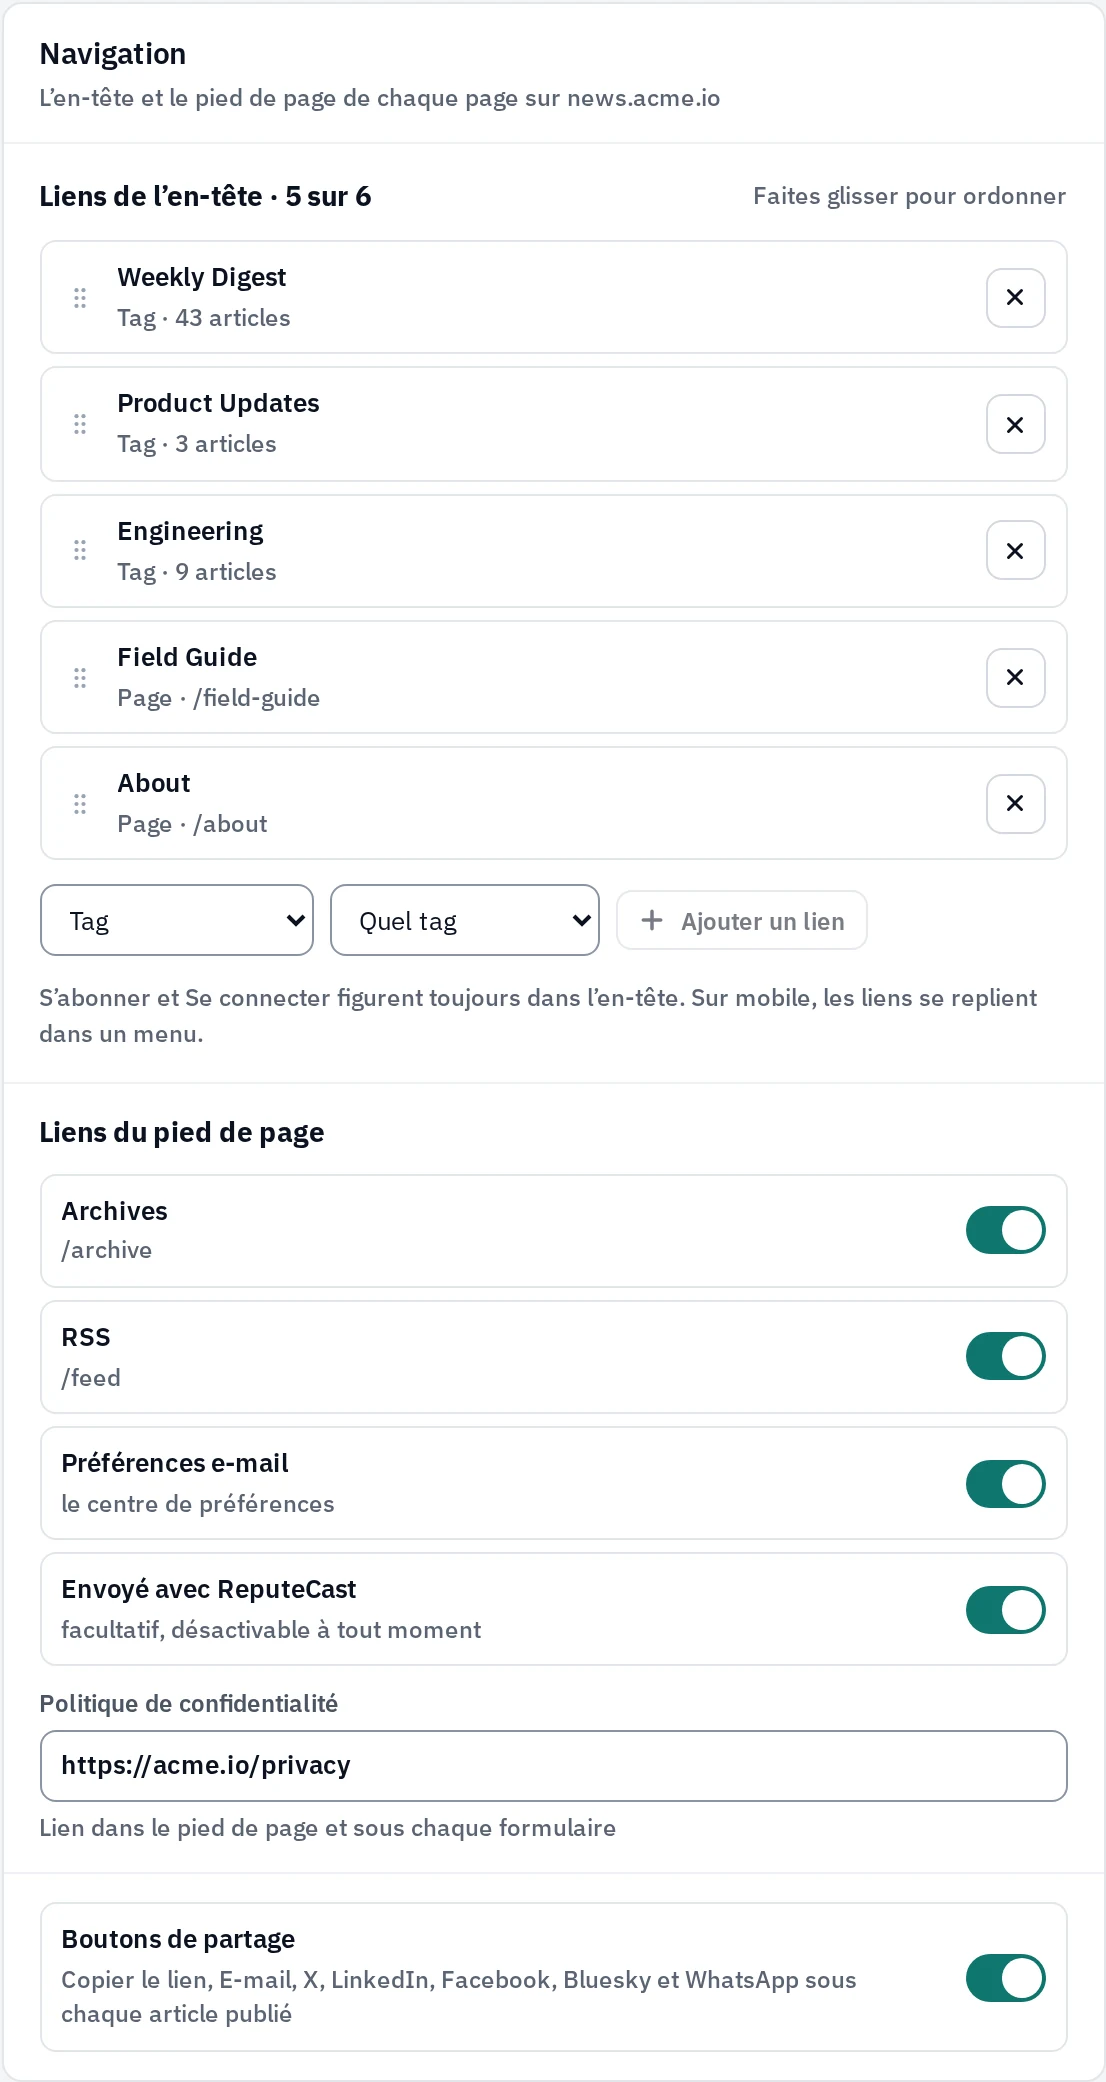 Navigation
L’en-tête et le pied de page de chaque page sur news.acme.io
Liens de l’en-tête · 5 sur 6
Faites glisser pour ordonner
Weekly Digest
Tag · 43 articles
Product Updates
Tag · 3 articles
Engineering
Tag · 9 articles
Field Guide
Page · /field-guide
About
Page · /about
Tag
Quel tag
Ajouter un lien
S’abonner et Se connecter figurent toujours dans l’en-tête. Sur mobile, les liens se replient
dans un menu.
Liens du pied de page
Archives
/archive
RSS
/feed
Préférences e-mail
le centre de préférences
Envoyé avec ReputeCast
facultatif, désactivable à tout moment
Politique de confidentialité
https://acme.io/privacy
Lien dans le pied de page et sous chaque formulaire
Boutons de partage
Copier le lien, E-mail, X, LinkedIn, Facebook, Bluesky et WhatsApp sous
chaque article publié